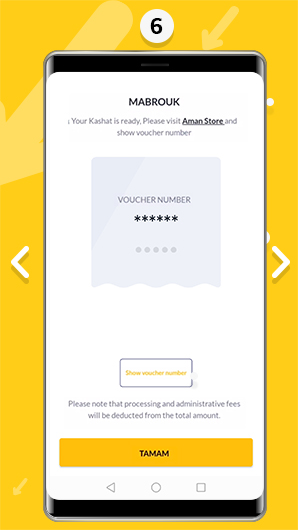 6
MABROUK
Your Kashat is ready, Please visit Aman Store and
show voucher number
VOUCHER NUMBER
******
Show voucher number
Please note that processing and administrative fees
will be deducted from the total amount.
TAMAM